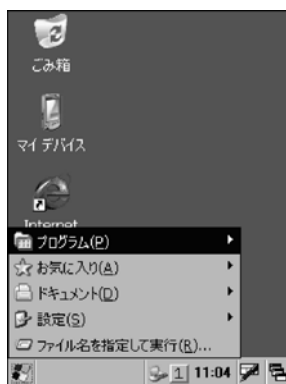 ごみ箱
マイ デバイス
Internet
プログラム(P)
お気に入り(A)
ドキュメント(D)
設定(S)
ファイル名を指定して実行(R)...
1 11:04